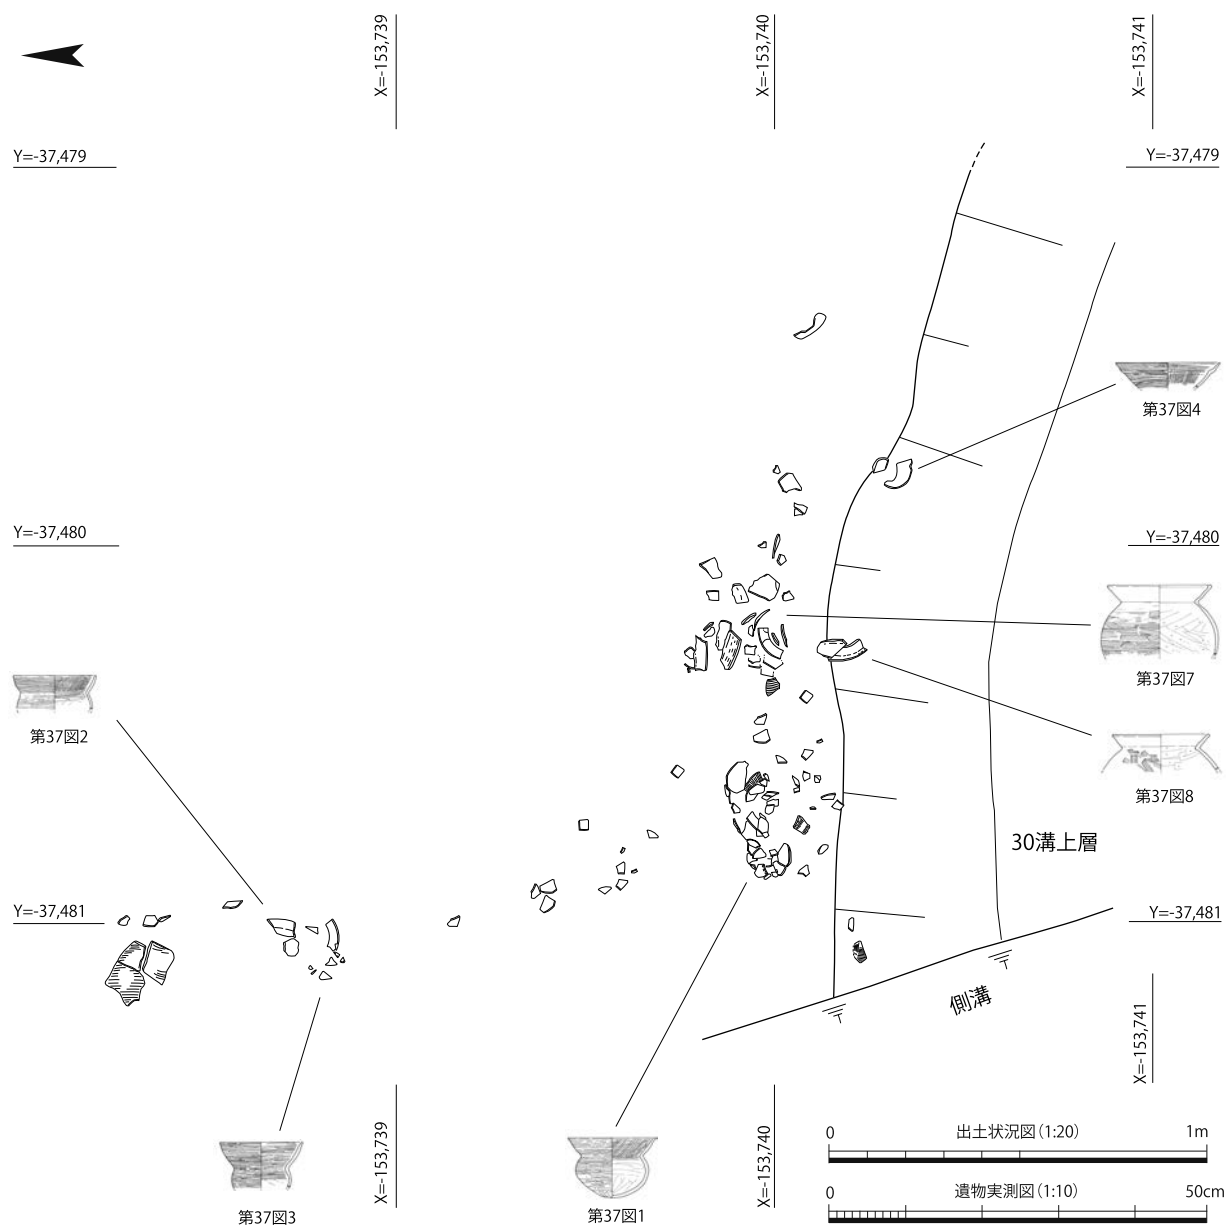 X=-153,739
X=-153,740
X=-153,741
Y=-37,479
Y=-37,479
第37図4
Y=-37,480
Y=-37,480
第37図7
第37図2
第37図8
30溝上層
Y=-37,481
Y=-37,481
側溝
X=-153,741
X=-153,739
X=-153,740
0 出土状況図(1:20) 1m
0 遺物実測図(1:10) 50cm
第37図3
第37図1